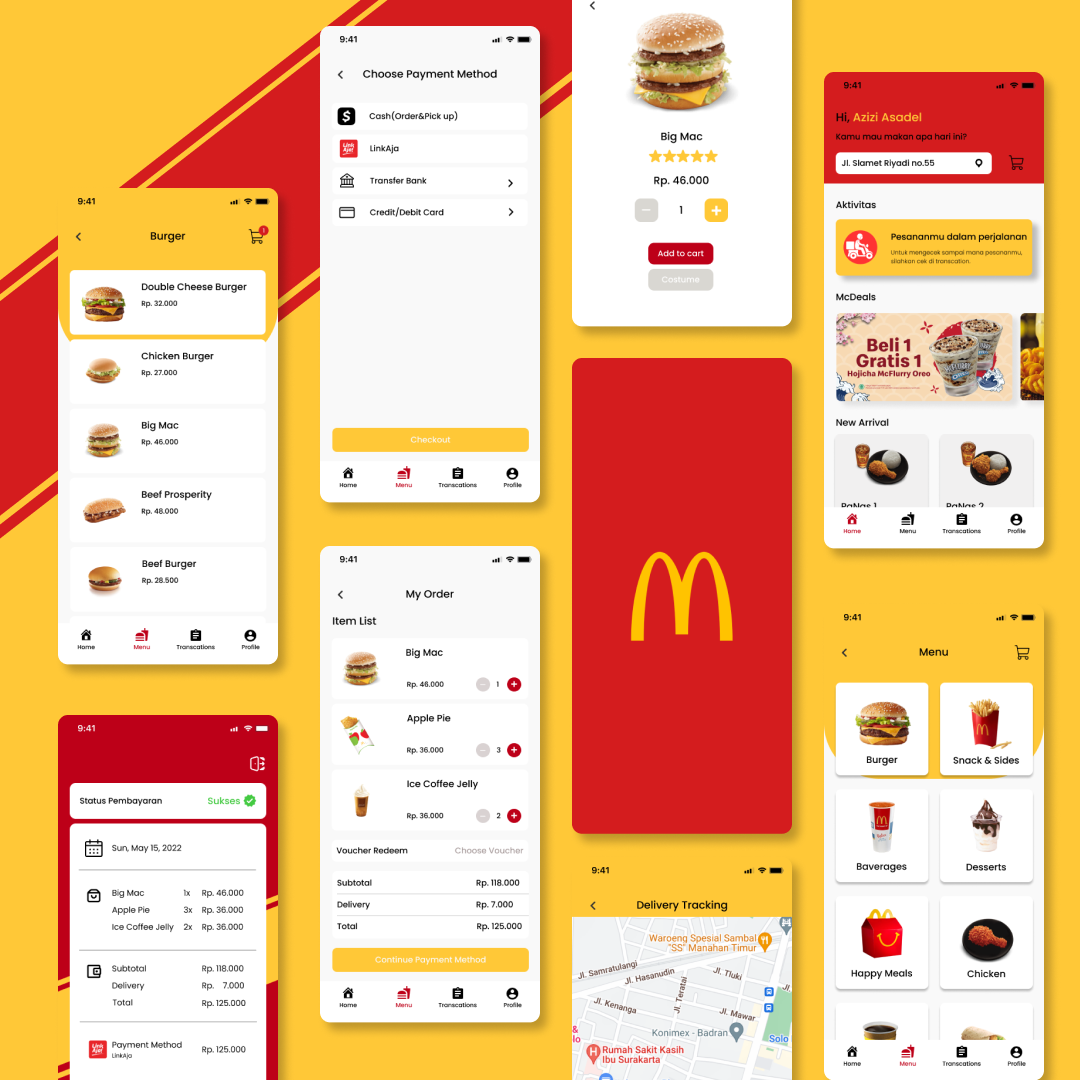 9:41
Burger
1
Double Cheese Burger
Rp. 32.000
Chicken Burger
Rp. 27.000
Big Mac
Rp. 46.000
Beef Prosperity
Rp. 48.000
Beef Burger
Rp. 28.500
Home Menu Transcations Profile
9:41
Status Pembayaran Sukses
Sun, May 15, 2022
Big Mac 1x Rp. 46.000
Apple Pie 3x Rp. 36.000
Ice Coffee Jelly 2x Rp. 36.000
Subtotal Rp. 118.000
Delivery Rp. 7.000
Total Rp. 125.000
Link Aja!
Payment Method Rp. 125.000
LinkAja
9:41
Choose Payment Method
$ Cash(Order&Pick up)
Link Aja! LinkAja
Transfer Bank
Credit/Debit Card
Checkout
Home Menu Transcations Profile
9:41
My Order
Item List
Big Mac
Rp. 46.000 1
Apple Pie
Rp. 36.000 3
Ice Coffee Jelly
Rp. 36.000 2
Voucher Redeem Choose Voucher
Subtotal Rp. 118.000
Delivery Rp. 7.000
Total Rp. 125.000
Continue Payment Method
Home Menu Transcations Profile
Big Mac
Rp. 46.000
1
Add to cart
Costume
9:41
Delivery Tracking
Waroeng Spesial Sambal
"SS" Manahan Timur
Jl. Samratulangi
Jl. Hasanudin
Jl. Tluki
Jl. Teratai
Jl. Kenanga
Jl. Mawar
Konimex - Badran
Solo
Rumah Sakit Kasih
Ibu Surakarta
9:41
Hi, Azizi Asadel
Kamu mau makan apa hari ini?
Jl. Slamet Riyadi no.55
Aktivitas
Pesananmu dalam perjalanan
Untuk mengecek sampai mana pesananmu,
silahkan cek di transcation.
McDeals
Beli 1
Gratis 1
Hojicha McFlurry Oreo
New Arrival
PaNas 1 PaNas 2
Home Menu Transcations Profile
9:41
Menu
Burger Snack & Sides
Baverages Desserts
Happy Meals Chicken
Home Menu Transcations Profile